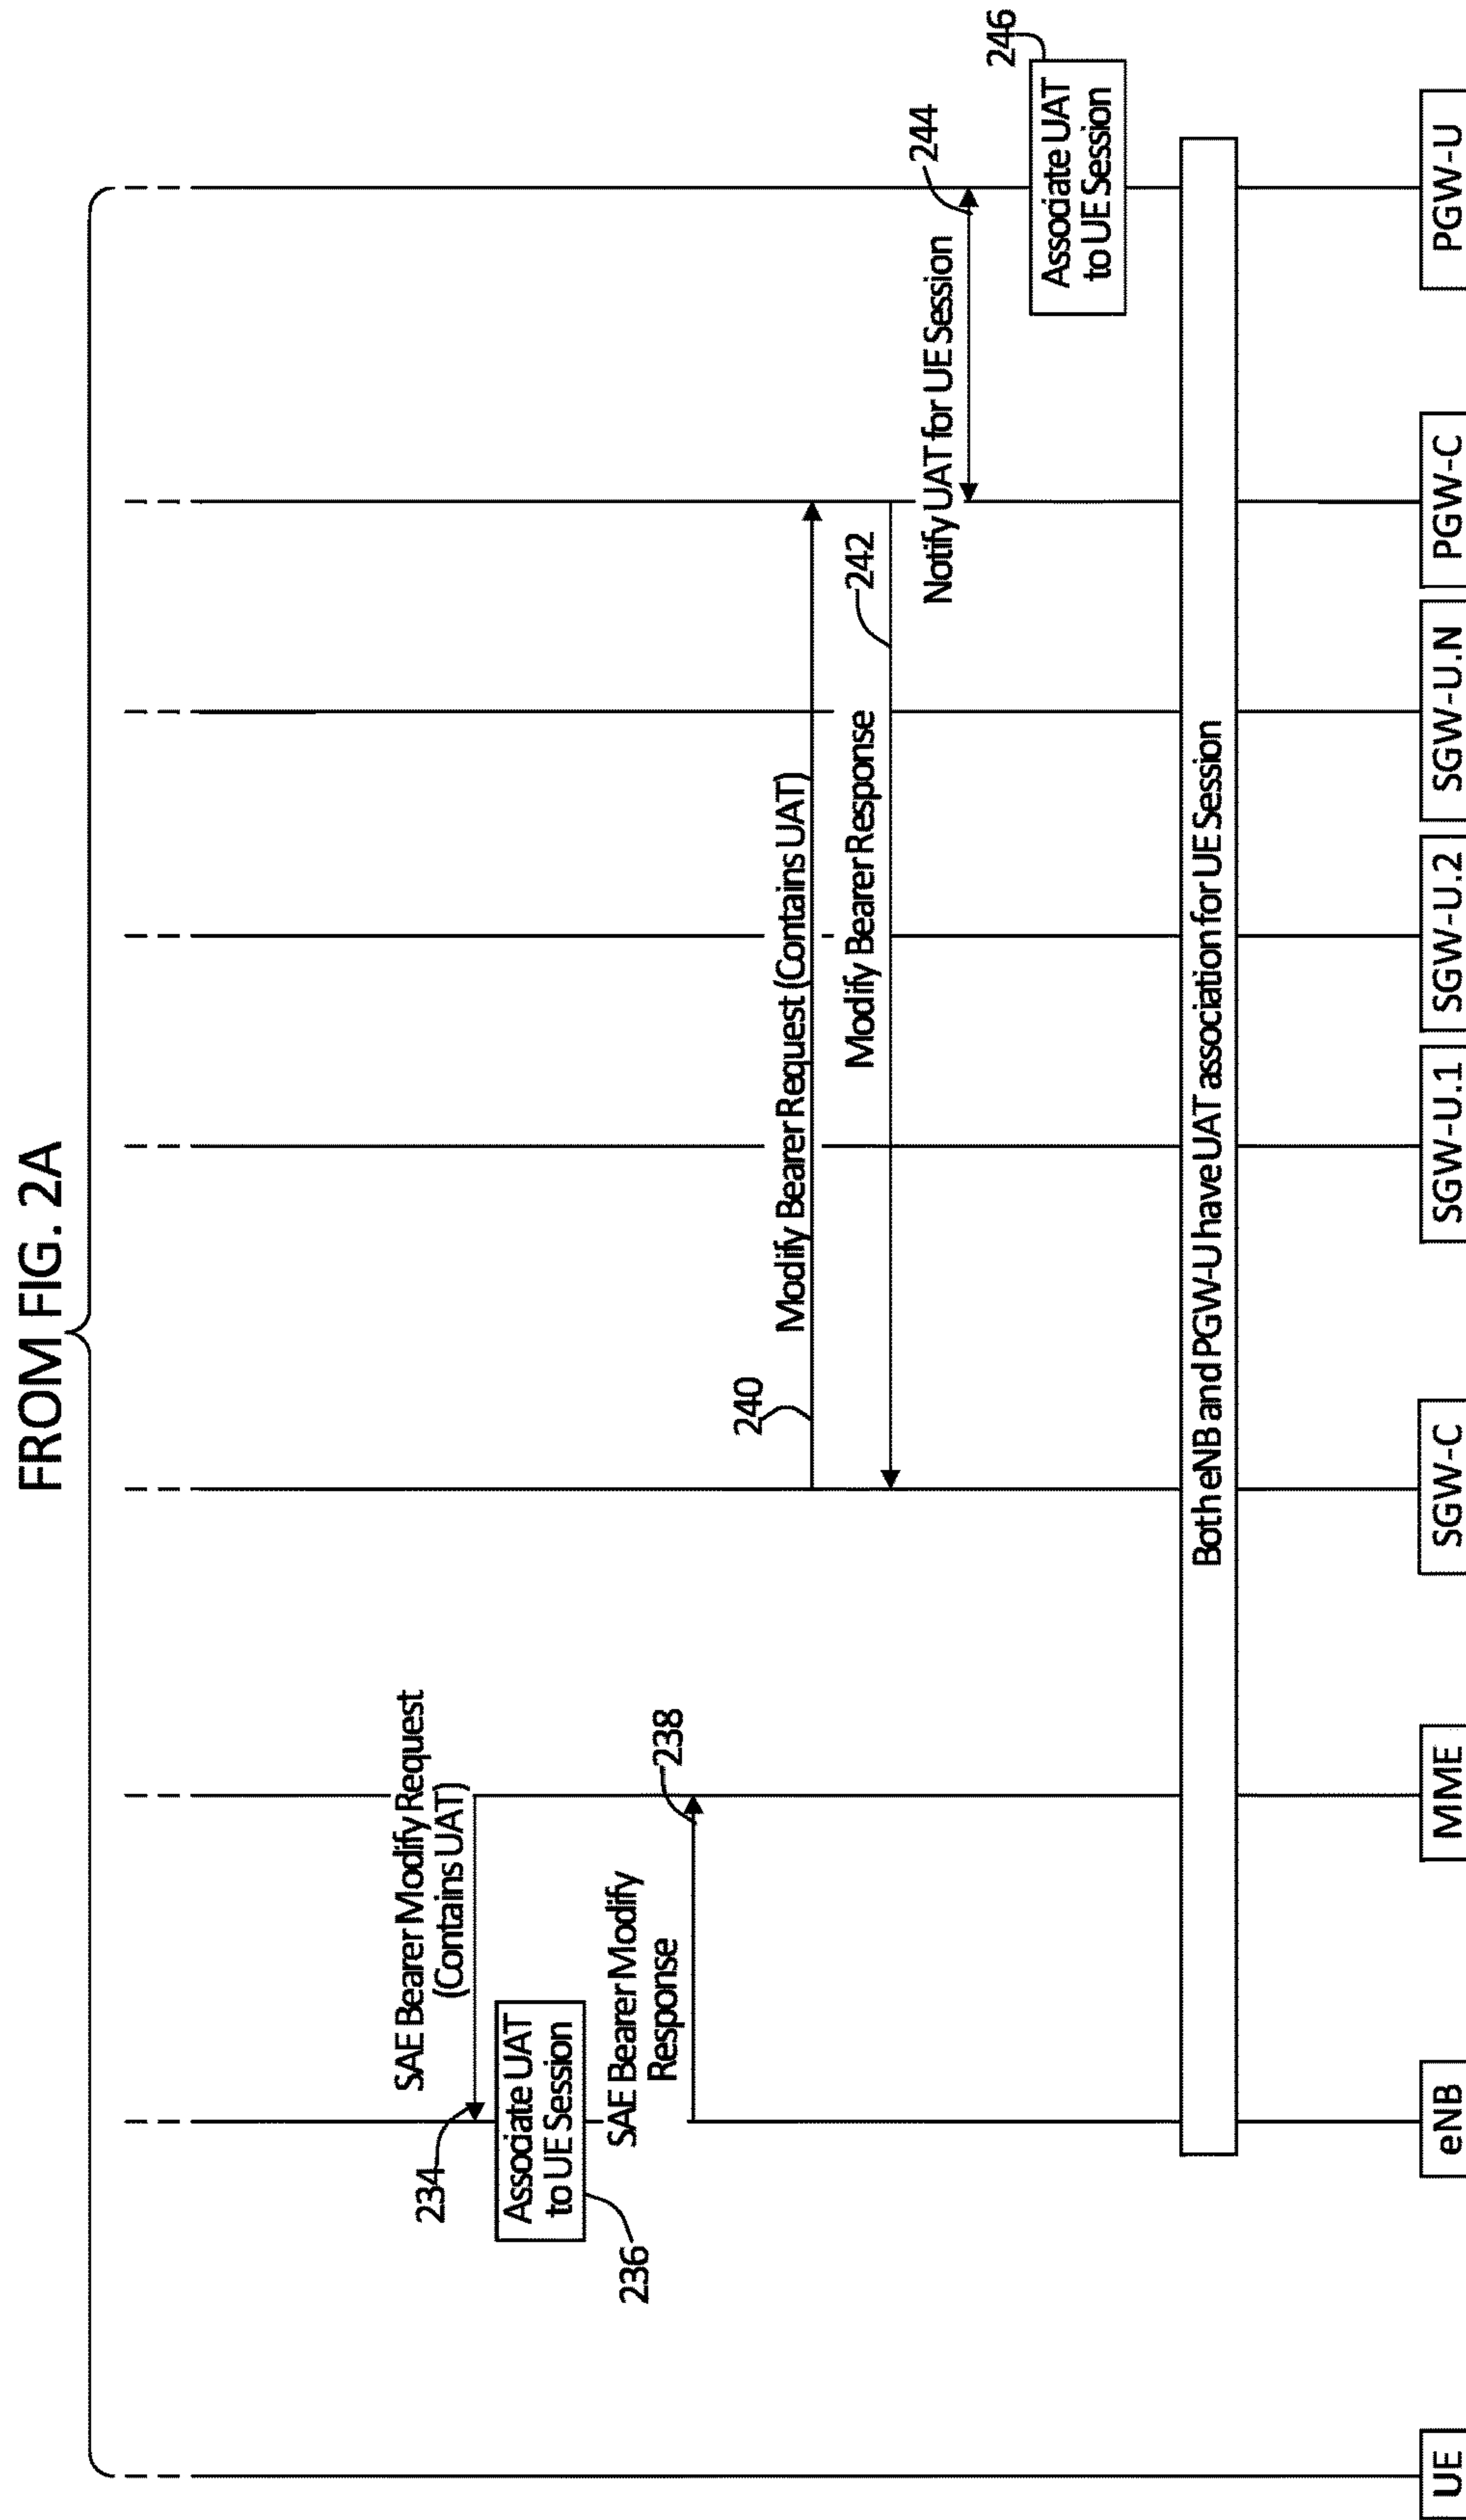 FROM FIG. 2A
SAE Bearer Modify Request
(Contains UAT)
234
Associate UAT
to UE Session
236
SAE Bearer Modify
Response
238
240
Modify Bearer Request (Contains UAT)
Modify Bearer Response
242
Notify UAT for UE Session
244
246
Associate UAT
to UE Session
Both eNB and PGW-U have UAT association for UE Session
UE
eNB
MME
SGW-C
SGW-U.1
SGW-U.2
SGW-U.N
PGW-C
PGW-U